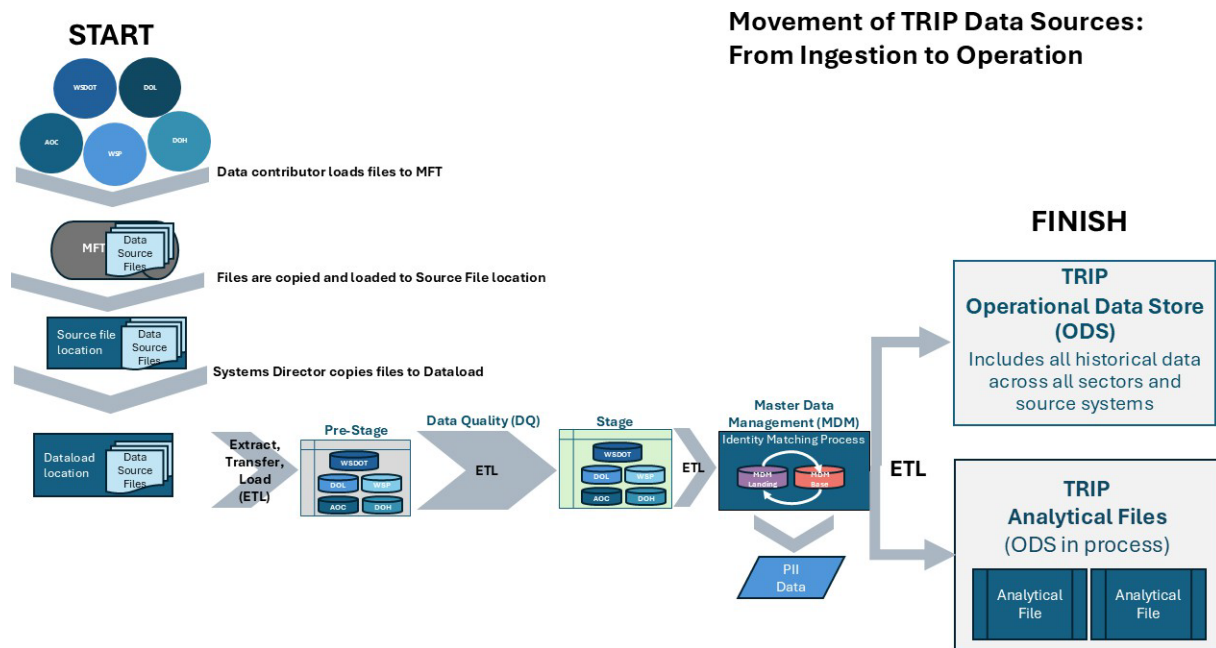 Movement of TRIP Data Sources:
From Ingestion to Operation
START
WSDOT
DOL
AOC
WSP
DOH
Data contributor loads files to MFT
MFT
Data
Source
Files
Files are copied and loaded to Source File location
Source file
location
Data
Source
Files
Systems Director copies files to Dataload
Dataload
location
Data
Source
Files
Extract,
Transfer,
Load
(ETL)
Pre-Stage
WSDOT
DOL
WSP
AOC
DOH
Data Quality (DQ)
ETL
Stage
WSDOT
DOL
WSP
AOC
DOH
ETL
Master Data
Management (MDM)
Identity Matching Process
MDM
Landing
MDM
Base
PII
Data
ETL
FINISH
TRIP
Operational Data Store
(ODS)
Includes all historical data
across all sectors and
source systems
TRIP
Analytical Files
(ODS in process)
Analytical
File
Analytical
File